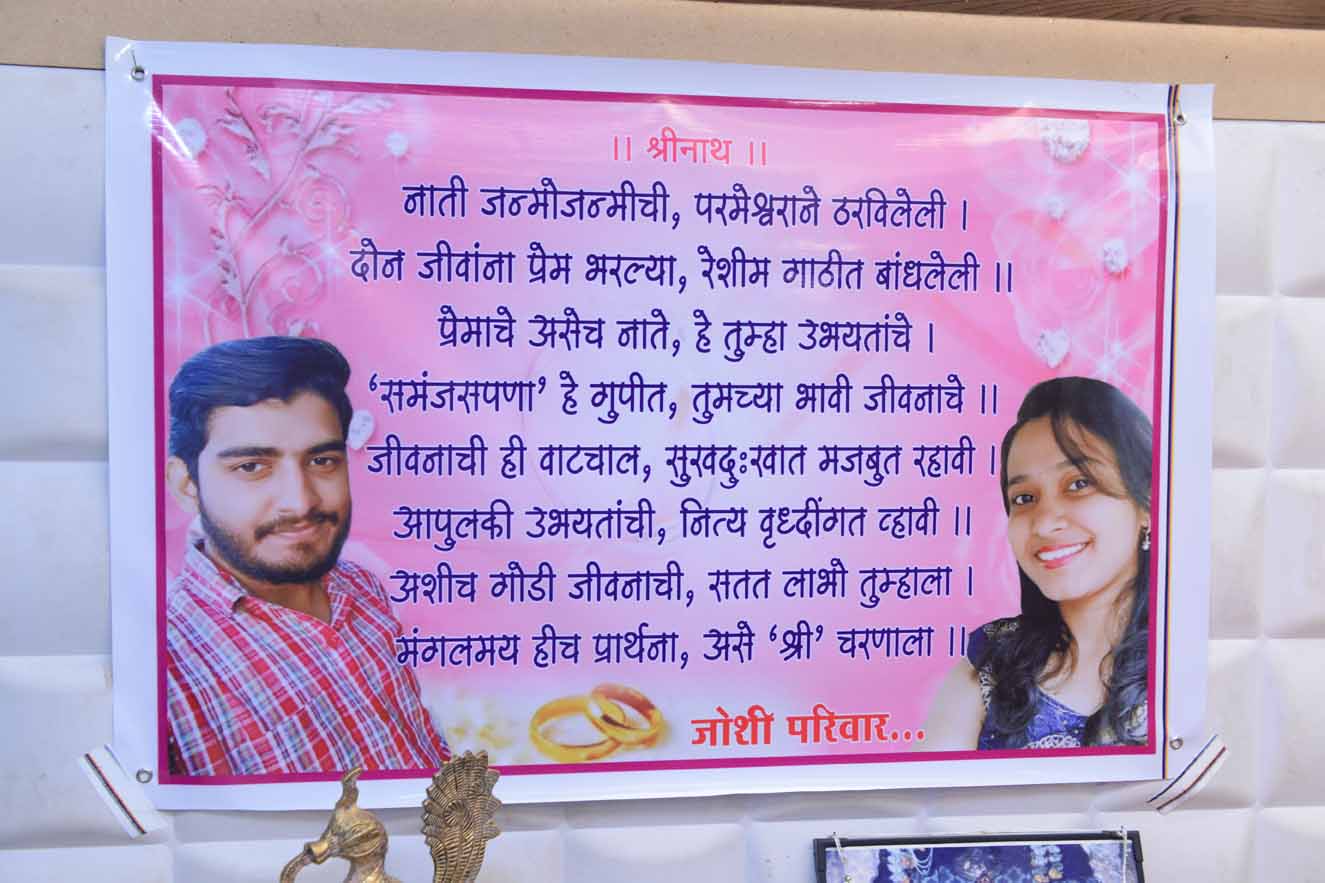 ।। श्रीनाथ ।।
नाती जन्मोजन्मीची, परमेश्वराने ठरविलेली ।
दोन जीवांना प्रेम भरल्या, रेशीम गाठीत बांधलेली ।।
प्रेमाचे असेच नाते, हे तुम्हा उभयतांचे ।
‘समंजसपणा’ हे गुपीत, तुमच्या भावी जीवनाचे ।।
जीवनाची ही वाटचाल, सुखदुःखात मजबुत रहावी ।
आपुलकी उभयतांची, नित्य वृध्दींगत व्हावी ।।
अशीच गोडी जीवनाची, सतत लाभो तुम्हाला ।
मंगलमय हीच प्रार्थना, असे ‘श्री’ चरणाला ।।
जोशी परिवार...